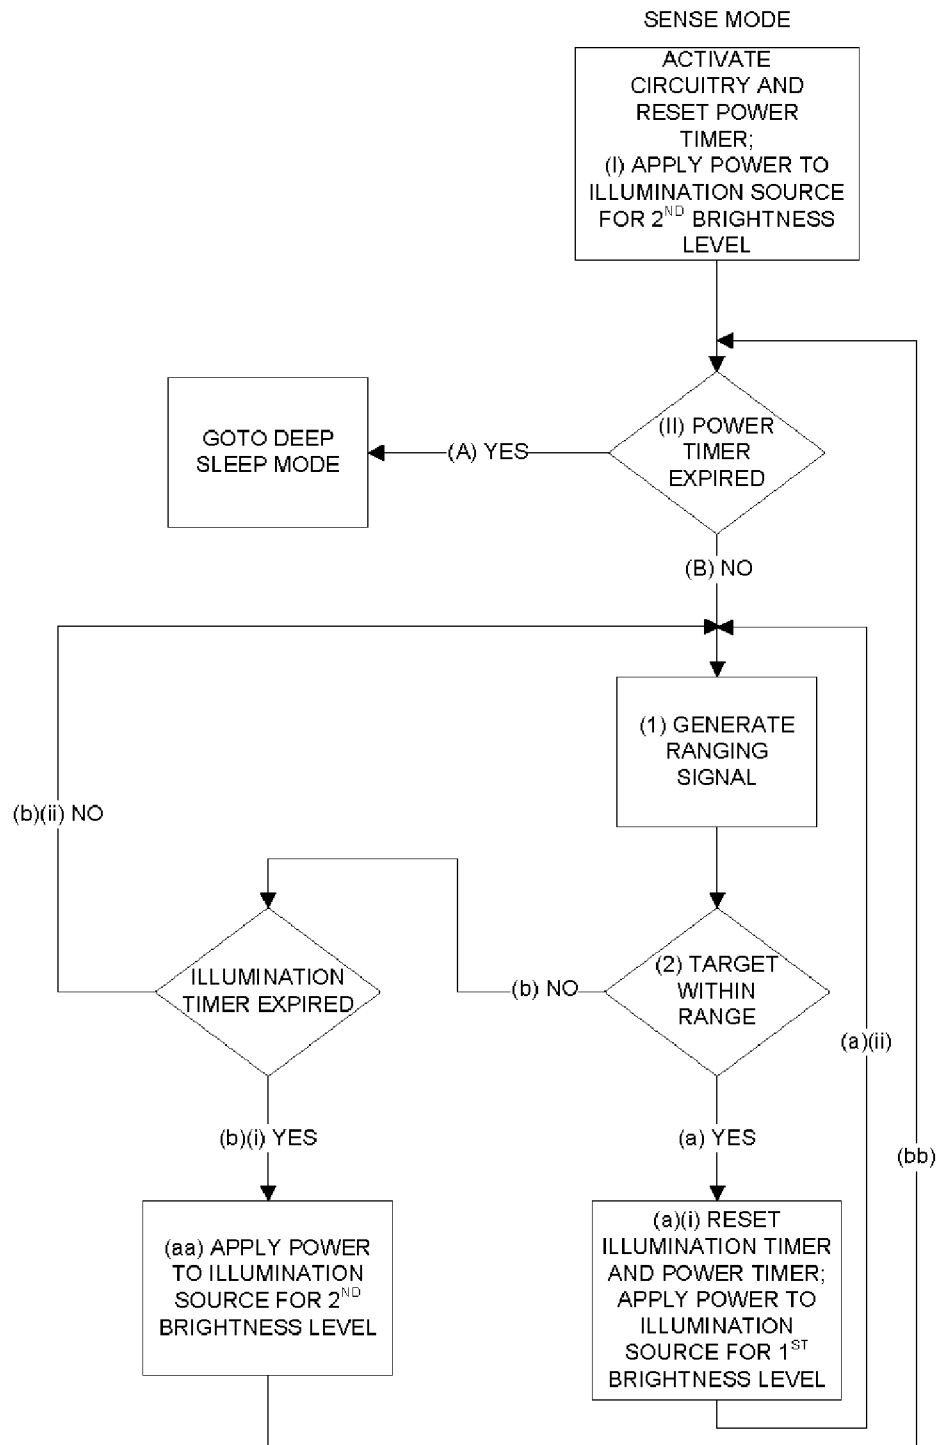 SENSE MODE
ACTIVATE
CIRCUITRY AND
RESET POWER
TIMER;
(I) APPLY POWER TO
ILLUMINATION SOURCE
FOR 2ND BRIGHTNESS
LEVEL
(II) POWER
TIMER
EXPIRED
(A) YES
GOTO DEEP
SLEEP MODE
(B) NO
(1) GENERATE
RANGING
SIGNAL
(b)(ii) NO
(2) TARGET
WITHIN
RANGE
(b) NO
ILLUMINATION
TIMER EXPIRED
(a)(ii)
(b)(i) YES
(a) YES
(bb)
(aa) APPLY POWER
TO ILLUMINATION
SOURCE FOR 2ND
BRIGHTNESS LEVEL
(a)(i) RESET
ILLUMINATION TIMER
AND POWER TIMER;
APPLY POWER TO
ILLUMINATION
SOURCE FOR 1ST
BRIGHTNESS LEVEL